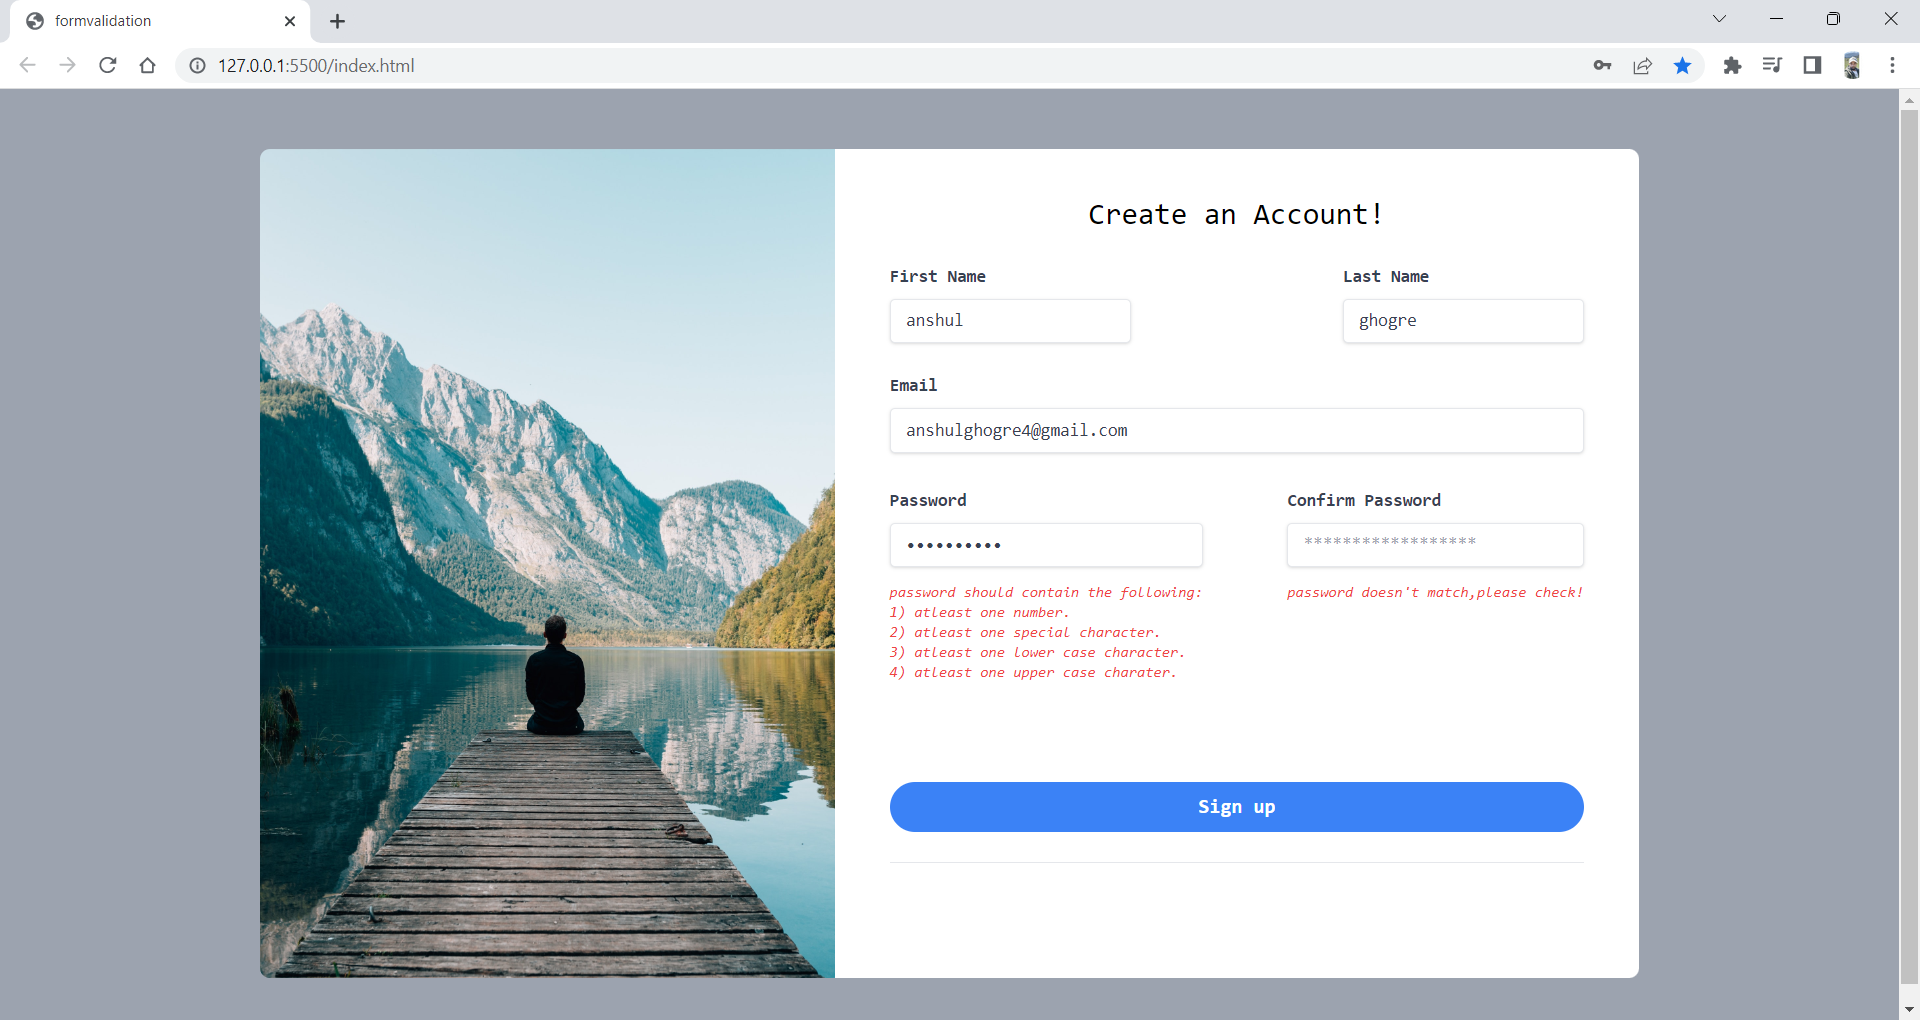 formvalidation
127.0.0.1:5500/index.html
Create an Account!
First Name
Last Name
anshul
ghogre
Email
anshulghogre4@gmail.com
Password
Confirm Password
••••••••••
******************
password should contain the following:
1) atleast one number.
2) atleast one special character.
3) atleast one lower case character.
4) atleast one upper case charater.
password doesn't match,please check!
Sign up